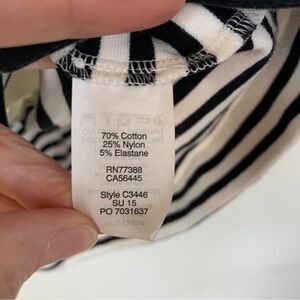 70% Cotton
25% Nylon
5% Elastane
RN77388
CA56445
Style C3446
SU 15
PO 7031637